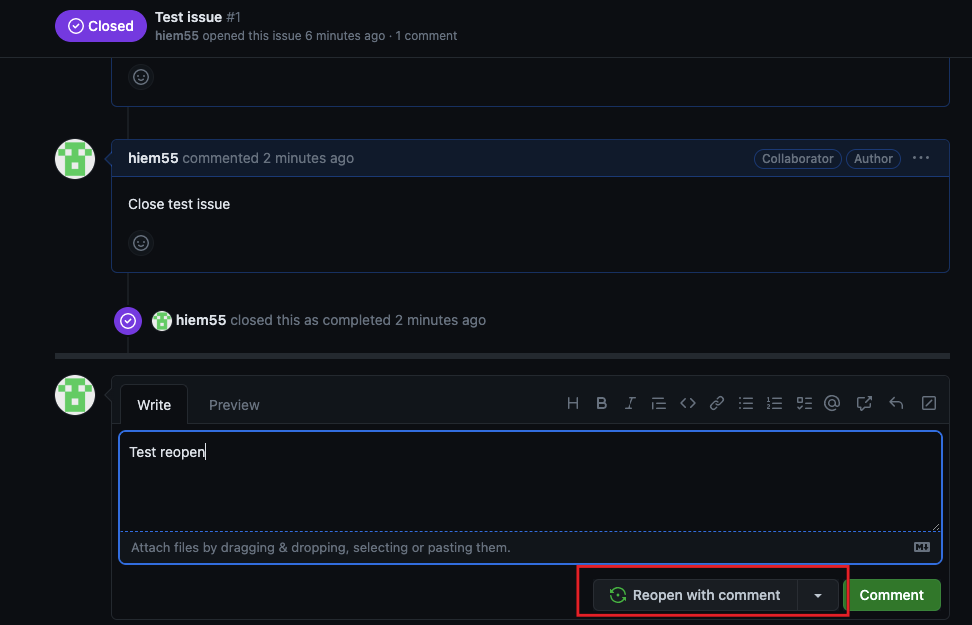 Closed
Test issue #1
hiem55 opened this issue 6 minutes ago · 1 comment
hiem55 commented 2 minutes ago Collaborator Author ···
Close test issue
hiem55 closed this as completed 2 minutes ago
Write Preview
Test reopen
Attach files by dragging & dropping, selecting or pasting them.
Reopen with comment Comment